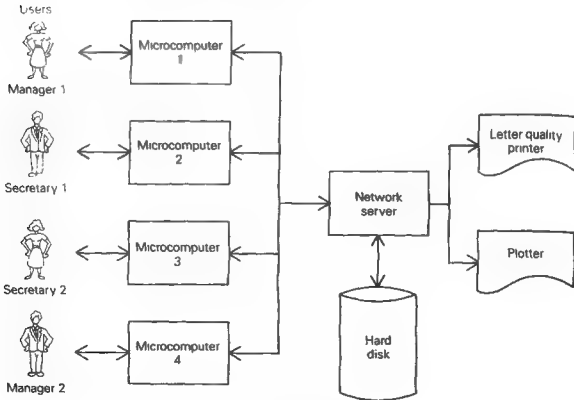 Users
Manager 1
Microcomputer
1
Secretary 1
Microcomputer
2
Secretary 2
Microcomputer
3
Manager 2
Microcomputer
4
Network
server
Hard
disk
Letter quality
printer
Plotter